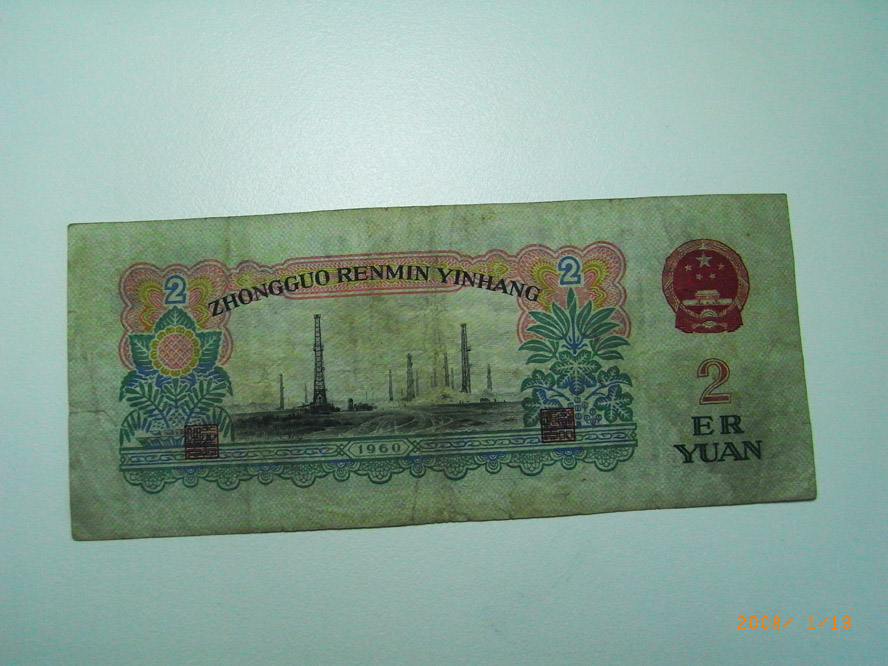 2
2
ZHONGGUO RENMIN YINHANG
1960
2
ER
YUAN
2008/ 1/13